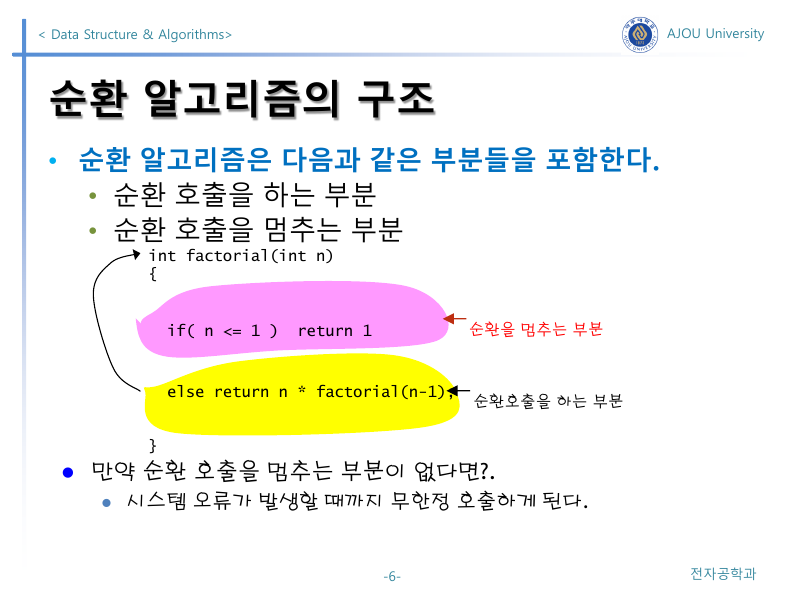 < Data Structure & Algorithms>
AJOU University
순환 알고리즘의 구조
• 순환 알고리즘은 다음과 같은 부분들을 포함한다.
• 순환 호출을 하는 부분
• 순환 호출을 멈추는 부분
int factorial(int n)
{
if( n <= 1 )  return 1
순환을 멈추는 부분
else return n * factorial(n-1);
순환호출을 하는 부분
}
● 만약 순환 호출을 멈추는 부분이 없다면?.
● 시스템 오류가 발생할 때까지 무한정 호출하게 된다.
-6-
전자공학과